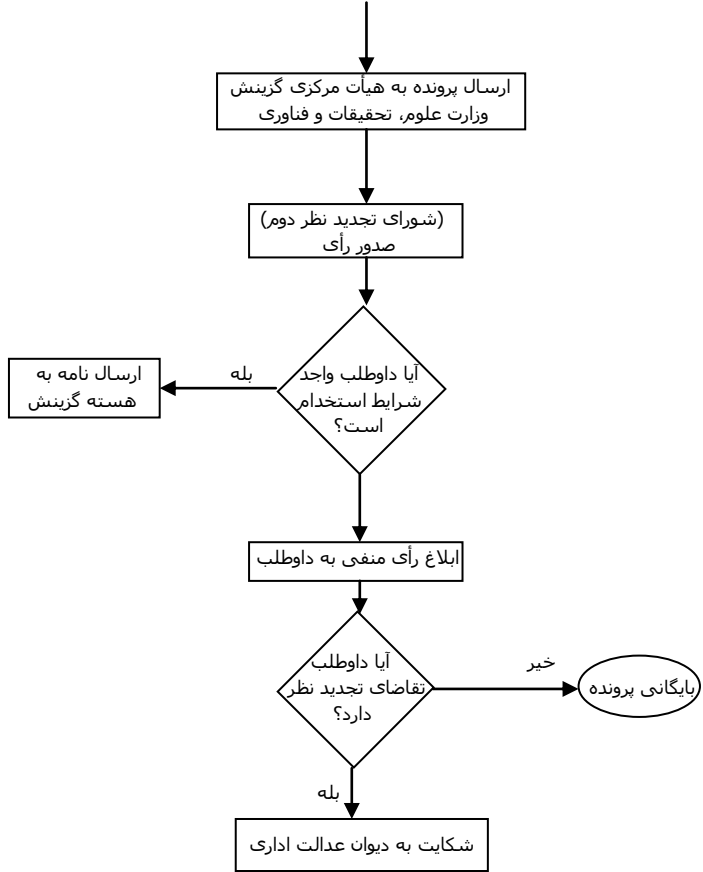 ارسال پرونده به هیأت مرکزی گزینش
وزارت علوم، تحقیقات و فناوری
(شورای تجدید نظر دوم)
صدور رأی
آیا داوطلب واجد
شرایط استخدام
است؟
بله
ارسال نامه به
هسته گزینش
ابلاغ رأی منفی به داوطلب
آیا داوطلب
تقاضای تجدید نظر
دارد؟
خیر
بایگانی پرونده
بله
شکایت به دیوان عدالت اداری